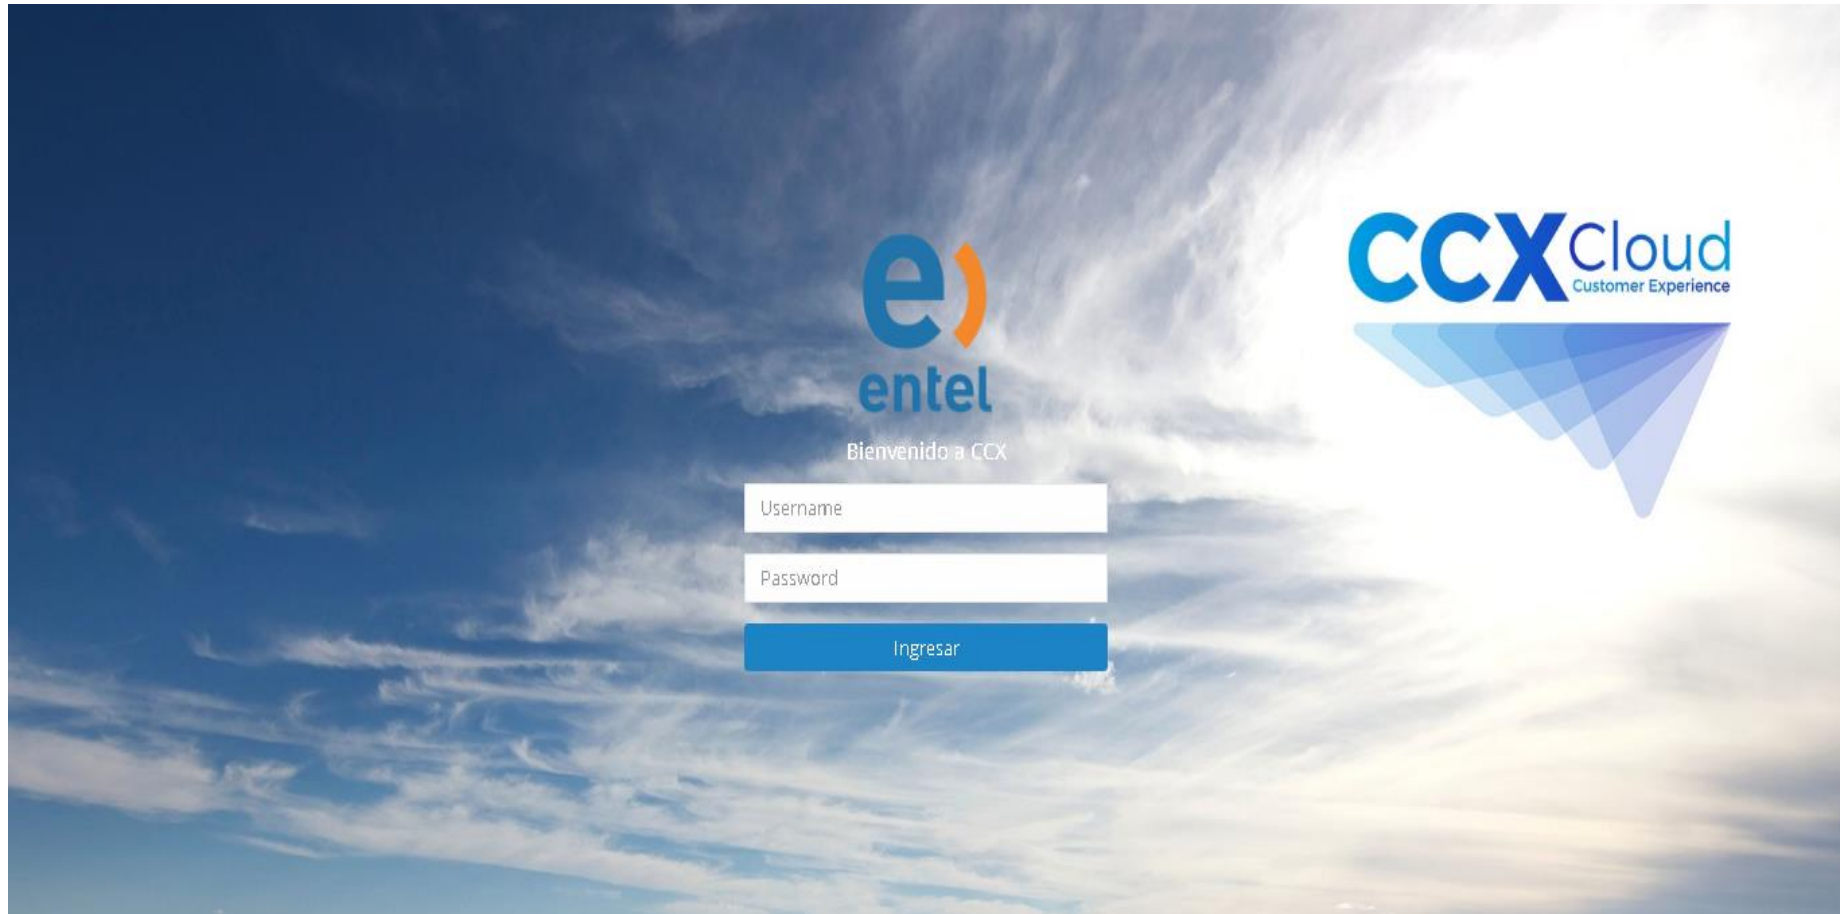 CCX Cloud
Customer Experience
e)
entel
Bienvenido a CCX
Username
Password
Ingresar